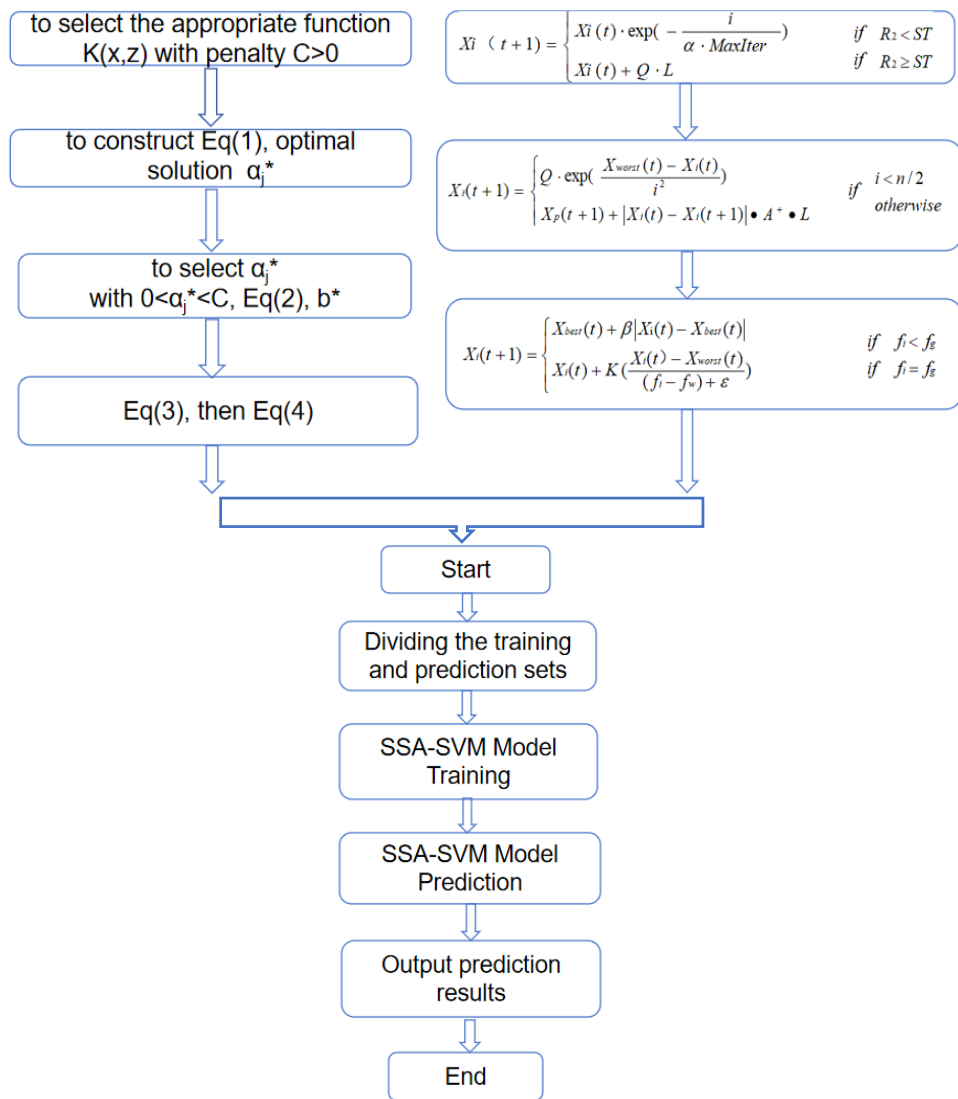 to select the appropriate function
K(x,z) with penalty C>0
to construct Eq(1), optimal
solution αj*
to select αj*
with 0<αj*<C, Eq(2), b*
Eq(3), then Eq(4)
Xi (t+1) = { Xi (t) · exp( - i / (α · MaxIter) ) if R2 < ST
Xi (t) + Q · L if R2 ≥ ST
Xi(t+1) = { Q · exp( (Xworst(t) − Xi(t)) / i² ) if i < n/2
Xp(t+1) + |Xi(t) − Xi(t+1)| • A⁺ • L otherwise
Xi(t+1) = { Xbest(t) + β|Xi(t) − Xbest(t)| if fi < fg
Xi(t) + K ( (Xi(t) − Xworst(t)) / ((fi − fw) + ε) ) if fi = fg
Start
Dividing the training
and prediction sets
SSA-SVM Model
Training
SSA-SVM Model
Prediction
Output prediction
results
End